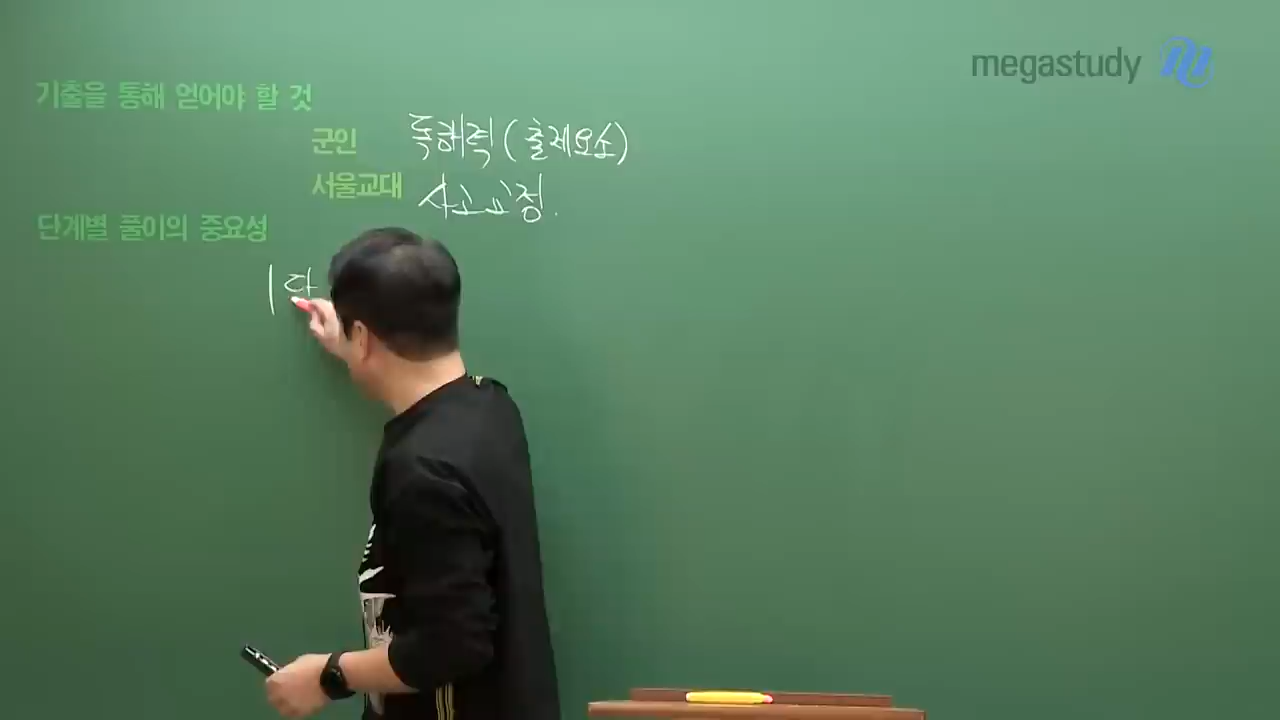 megastudy
기출을 통해 얻어야 할 것
군인 독해력(출제요소)
서울교대 사고교정.
단계별 풀이의 중요성
1단